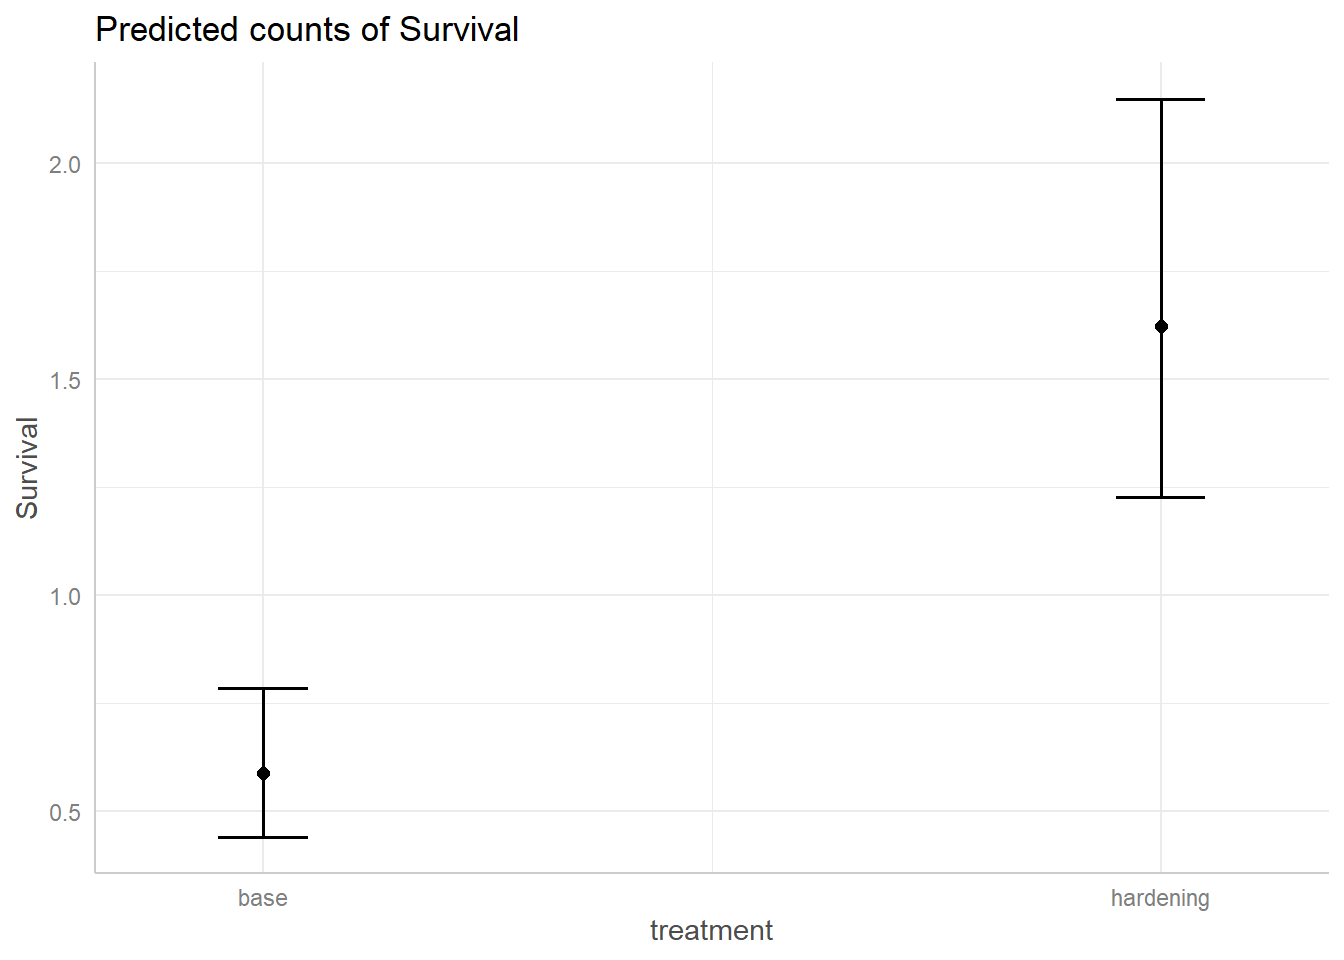 Predicted counts of Survival
2.0
1.5
1.0
0.5
Survival
base
hardening
treatment